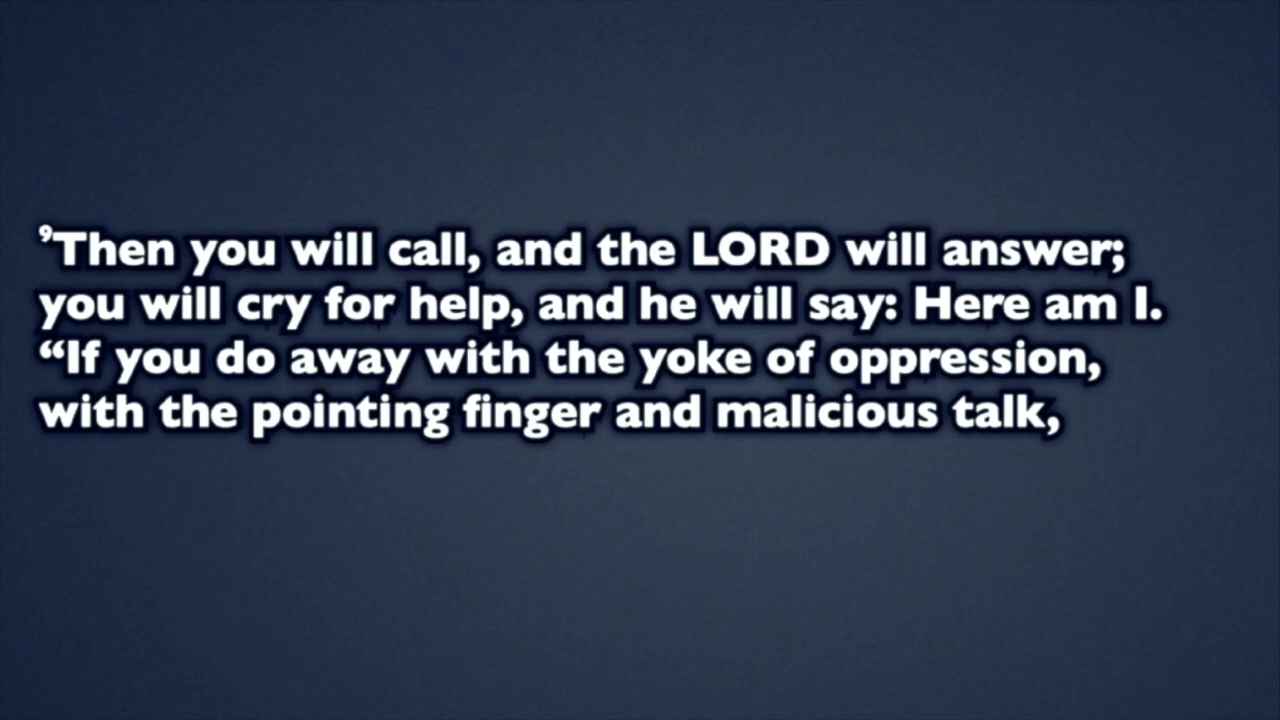 ⁹Then you will call, and the LORD will answer;
you will cry for help, and he will say: Here am I.
“If you do away with the yoke of oppression,
with the pointing finger and malicious talk,